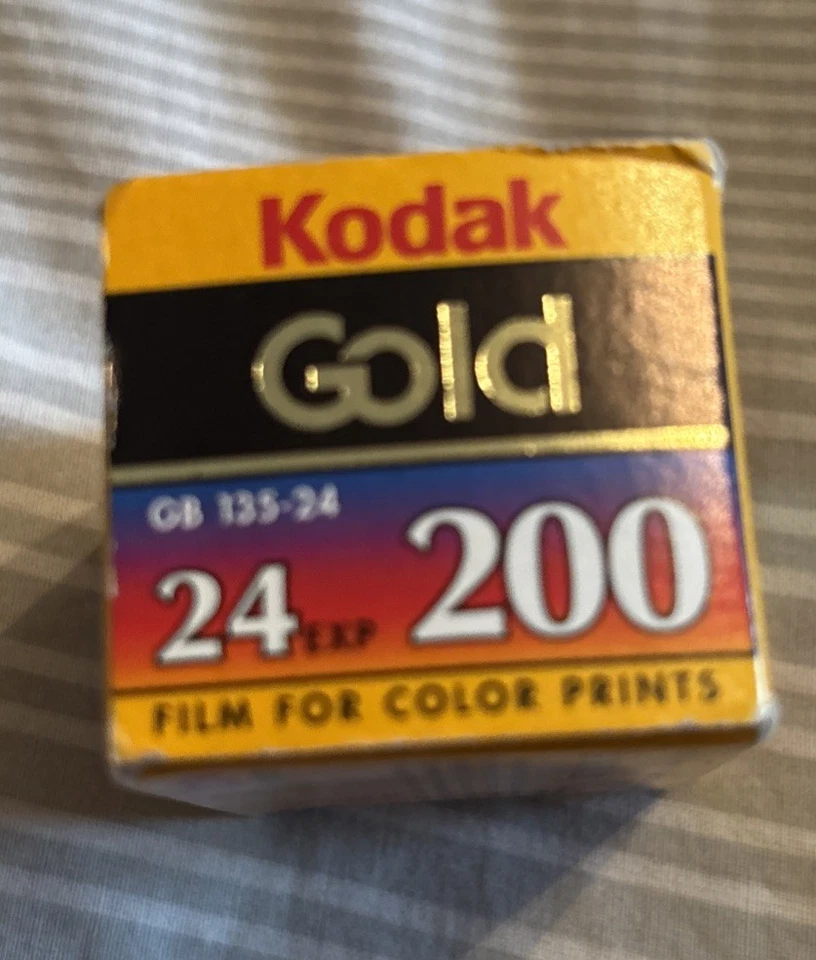 Kodak
Gold
GB 135-24
24 EXP 200
FILM FOR COLOR PRINTS